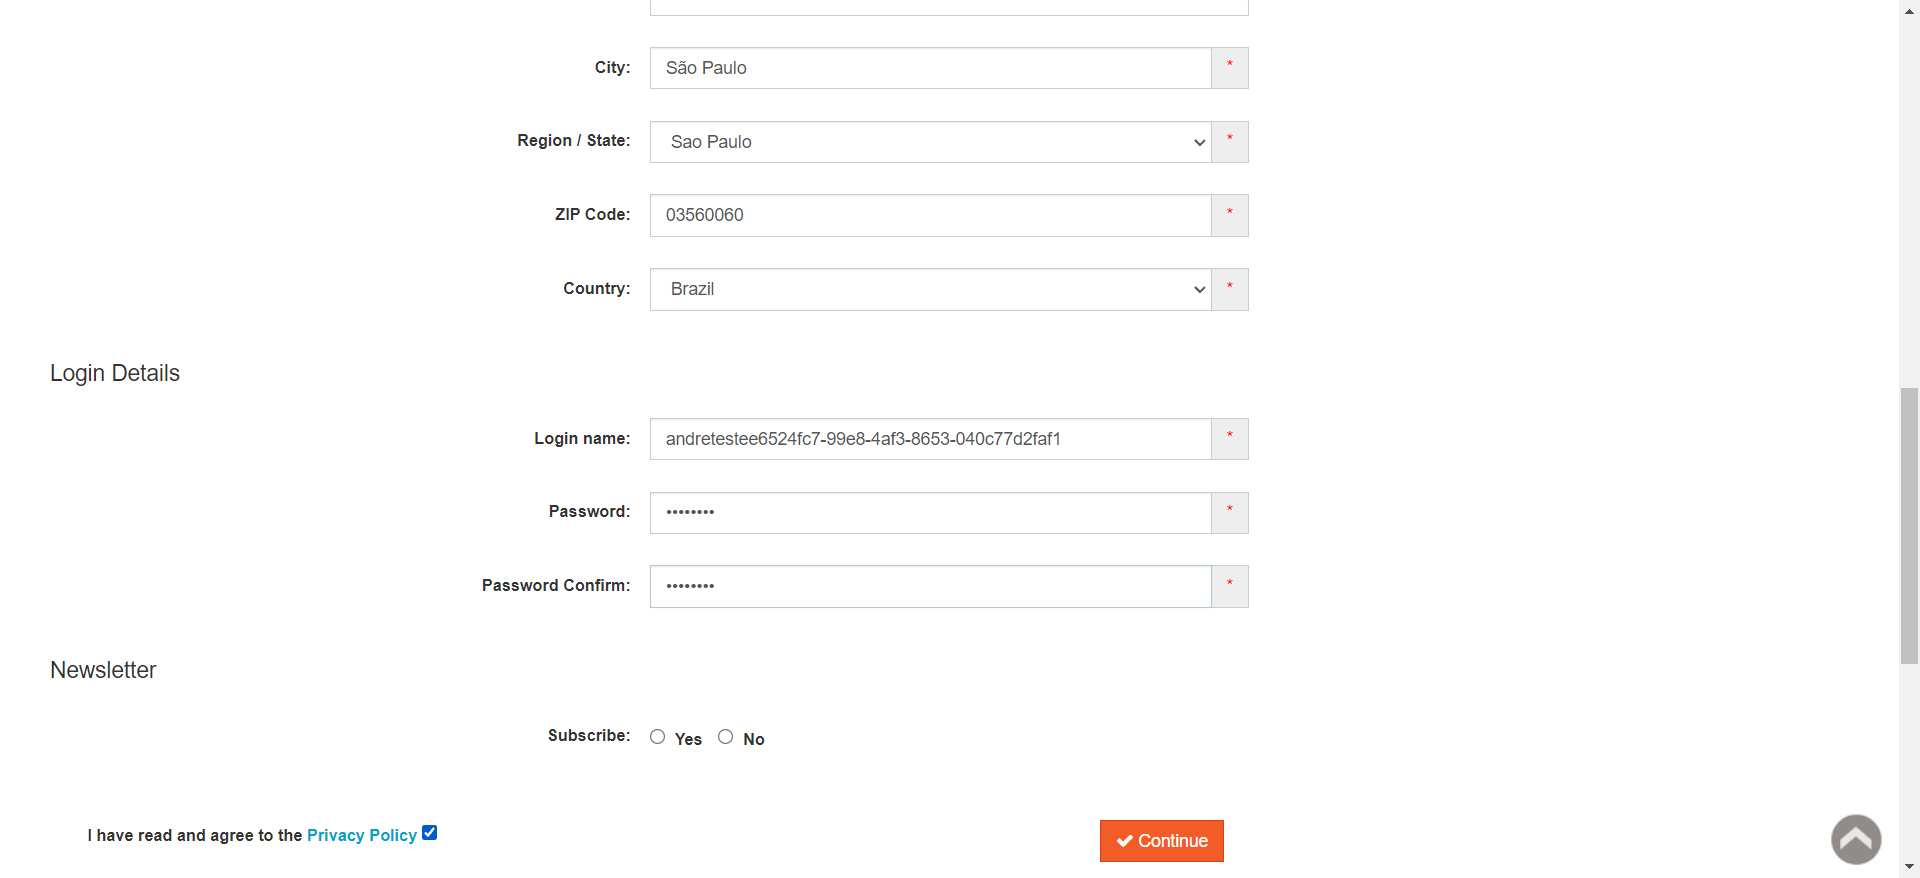 City: São Paulo *
Region / State: Sao Paulo *
ZIP Code: 03560060 *
Country: Brazil *
Login Details
Login name: andretestee6524fc7-99e8-4af3-8653-040c77d2faf1 *
Password: •••••••• *
Password Confirm: •••••••• *
Newsletter
Subscribe: Yes No
I have read and agree to the Privacy Policy Continue